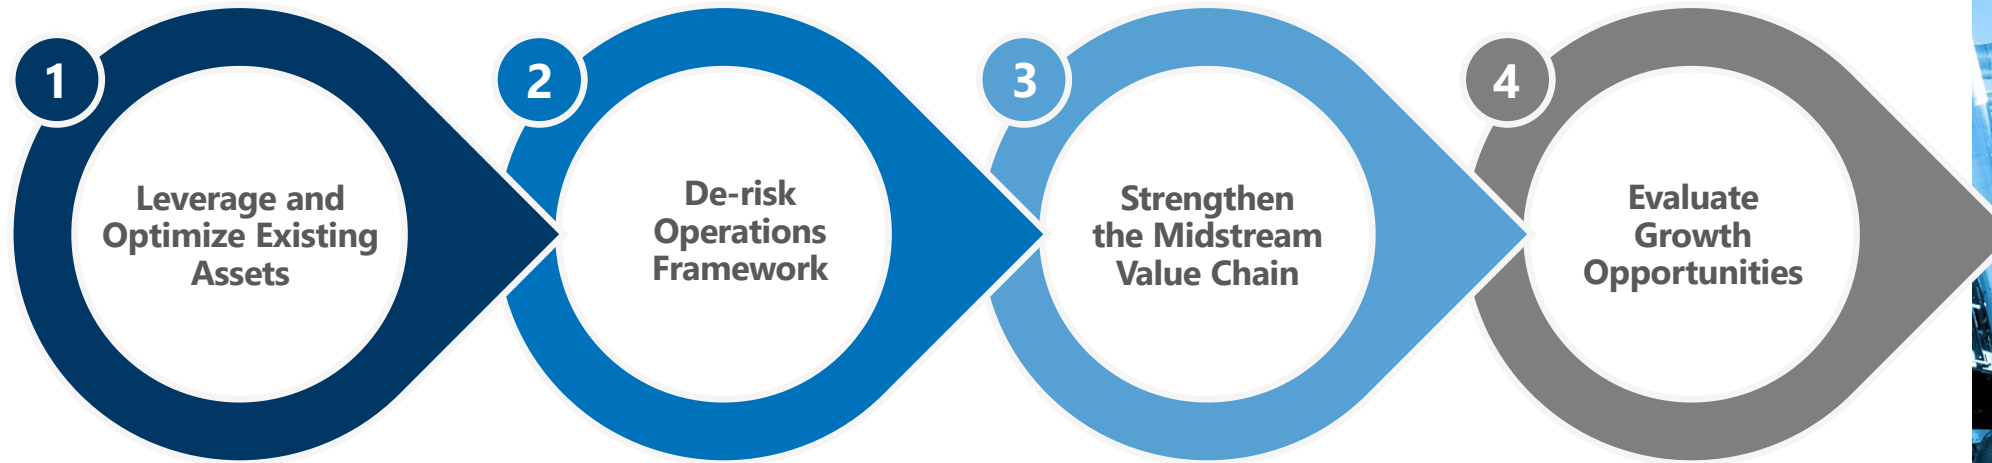 1
Leverage and
Optimize Existing
Assets
2
De-risk
Operations
Framework
3
Strengthen
the Midstream
Value Chain
4
Evaluate
Growth
Opportunities